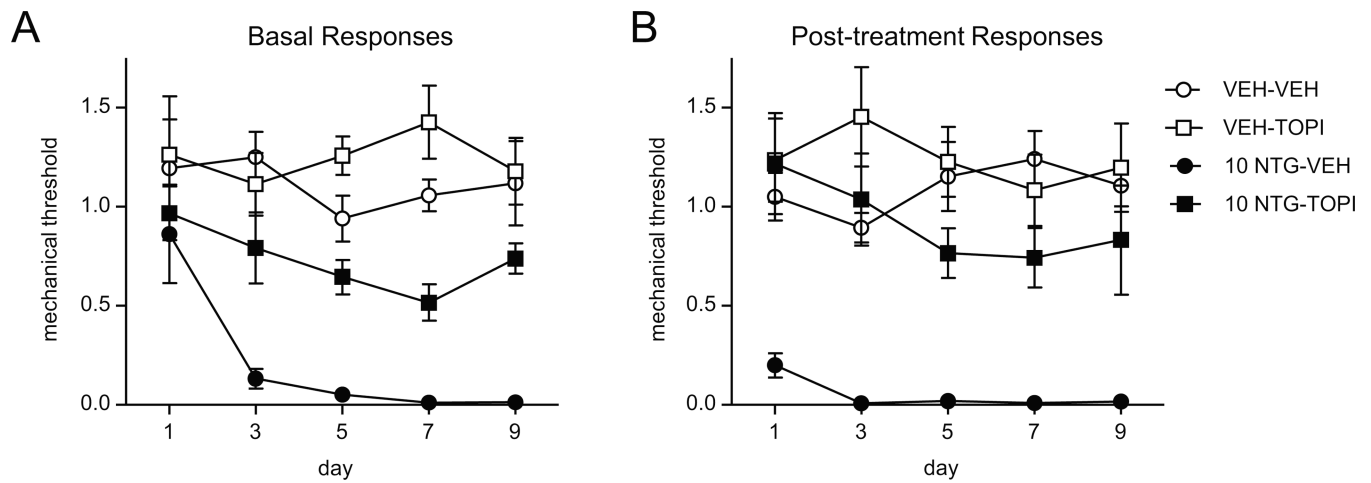 A
Basal Responses
mechanical threshold
1.5
1.0
0.5
0.0
1 3 5 7 9
day
B
Post-treatment Responses
mechanical threshold
1.5
1.0
0.5
0.0
1 3 5 7 9
day
VEH-VEH
VEH-TOPI
10 NTG-VEH
10 NTG-TOPI